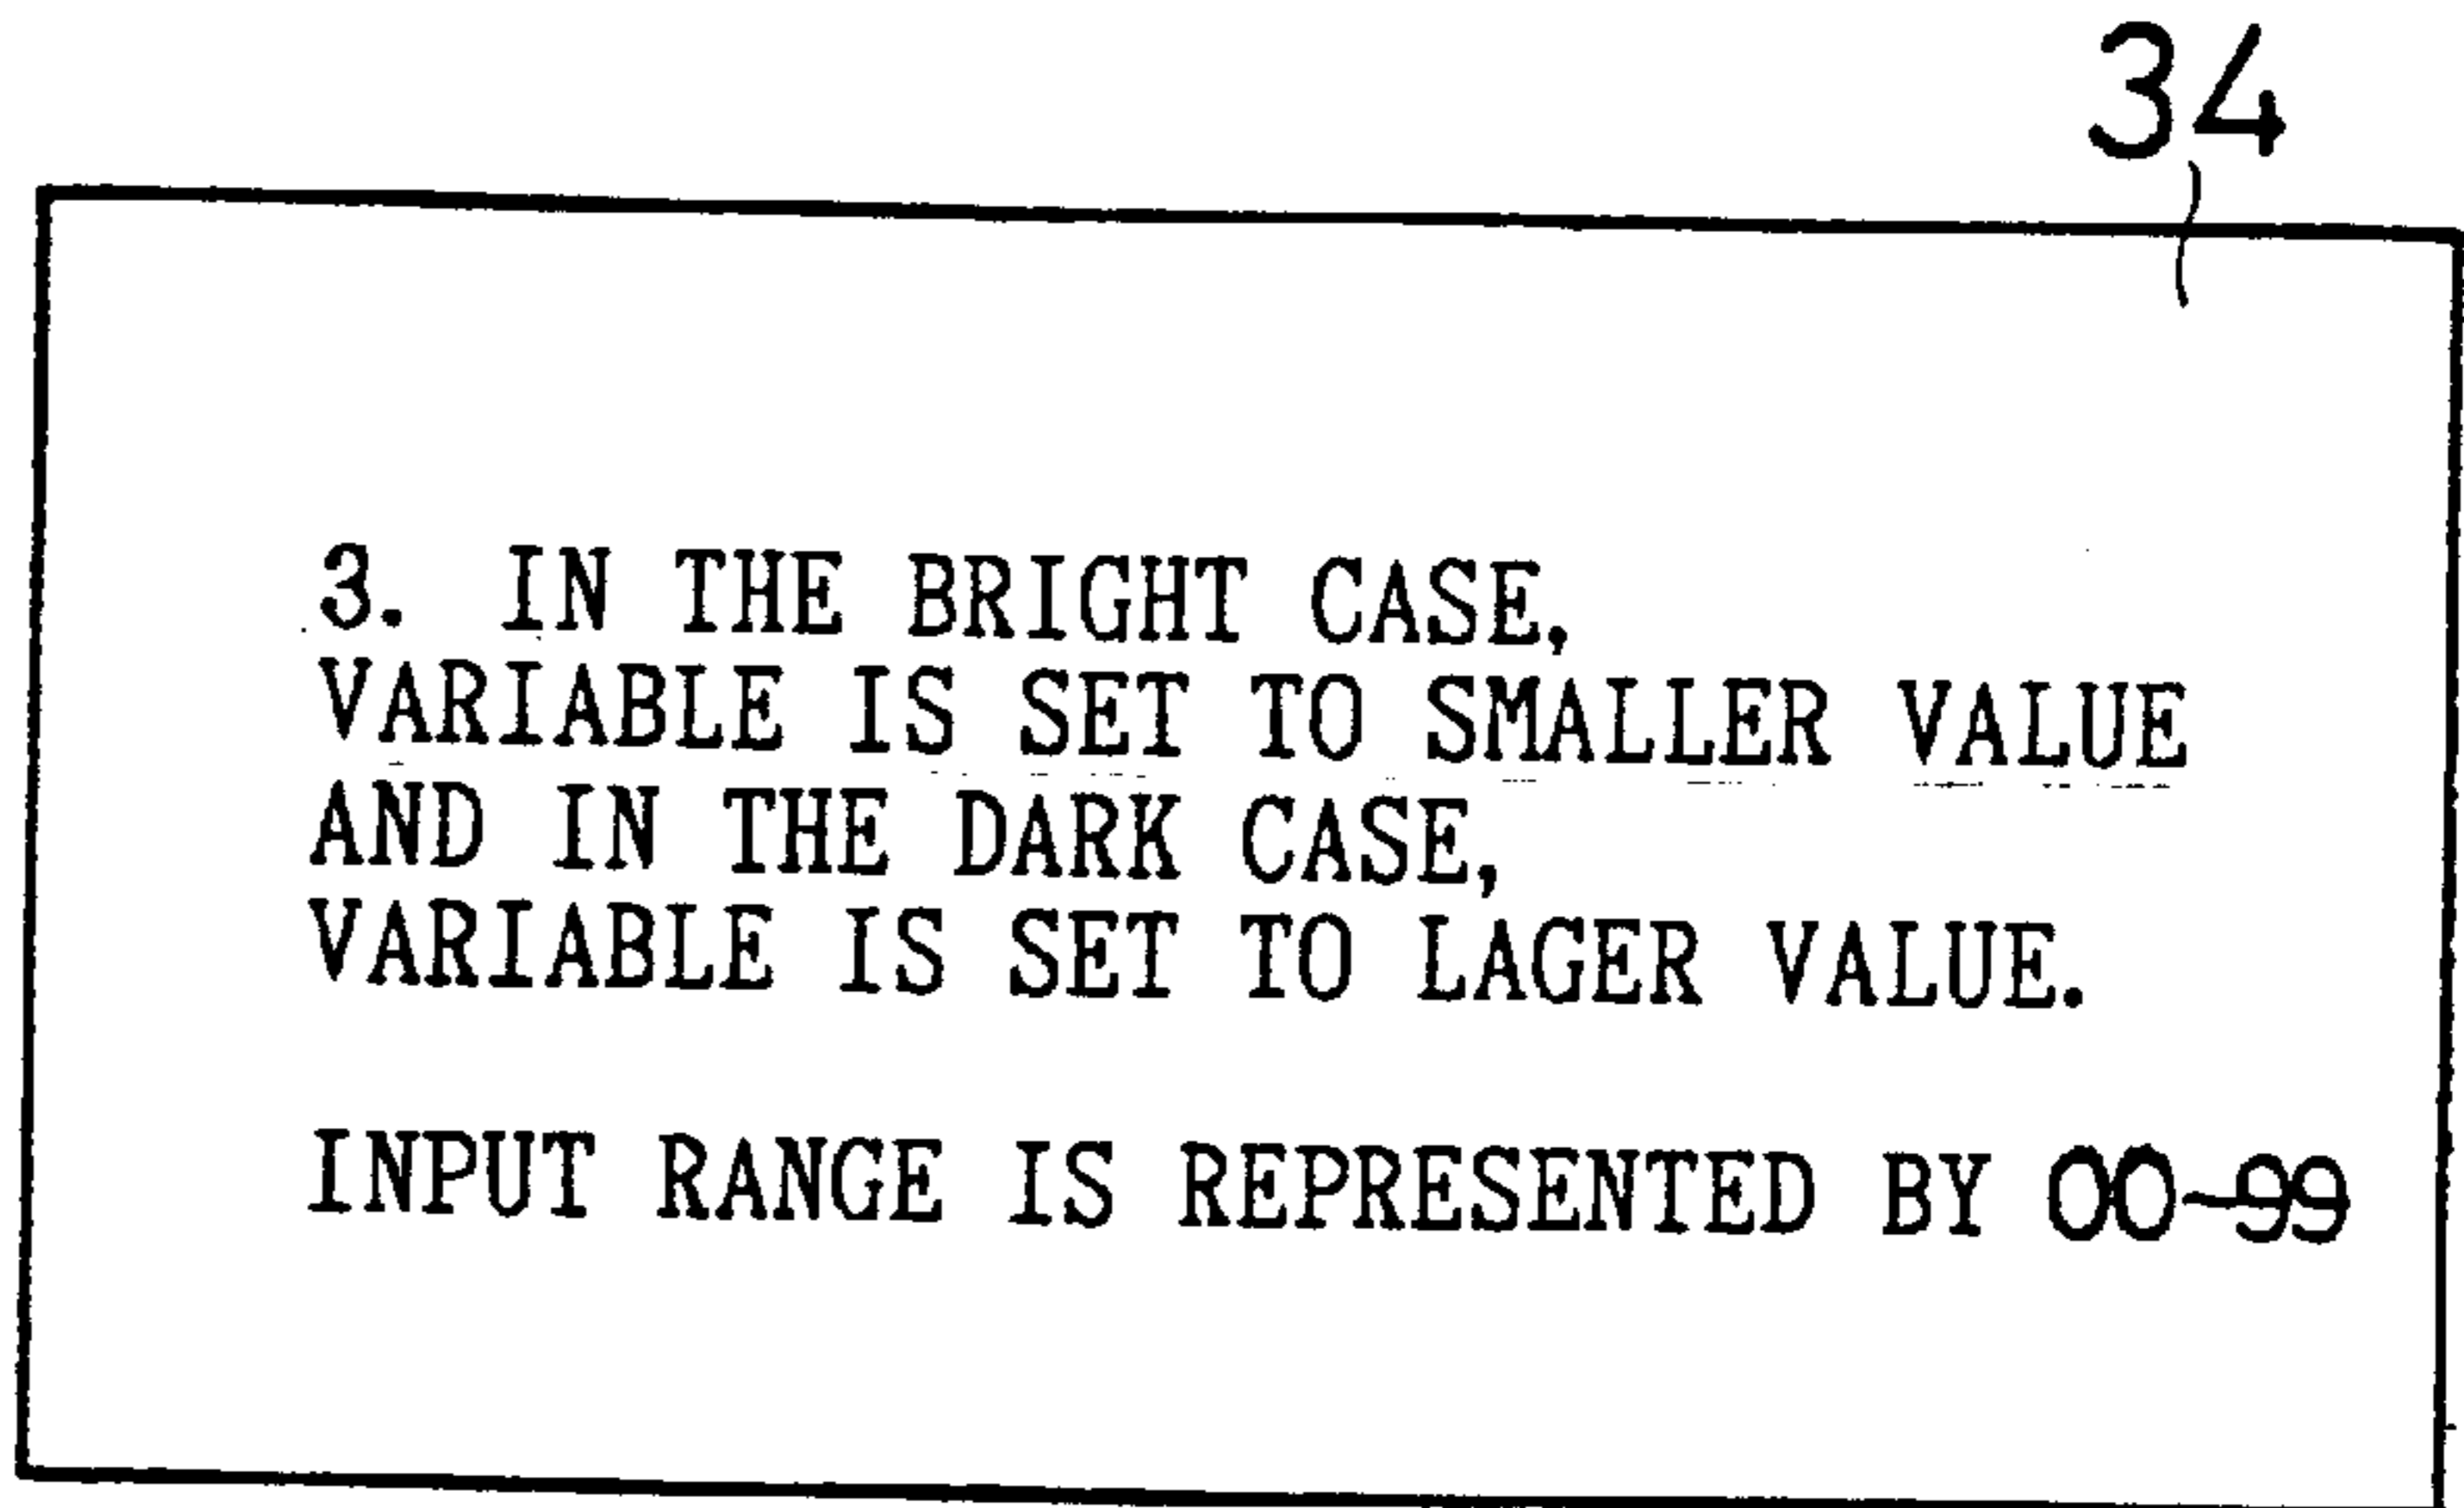 34
3. IN THE BRIGHT CASE,
VARIABLE IS SET TO SMALLER VALUE
AND IN THE DARK CASE,
VARIABLE IS SET TO LAGER VALUE.
INPUT RANGE IS REPRESENTED BY 00-99